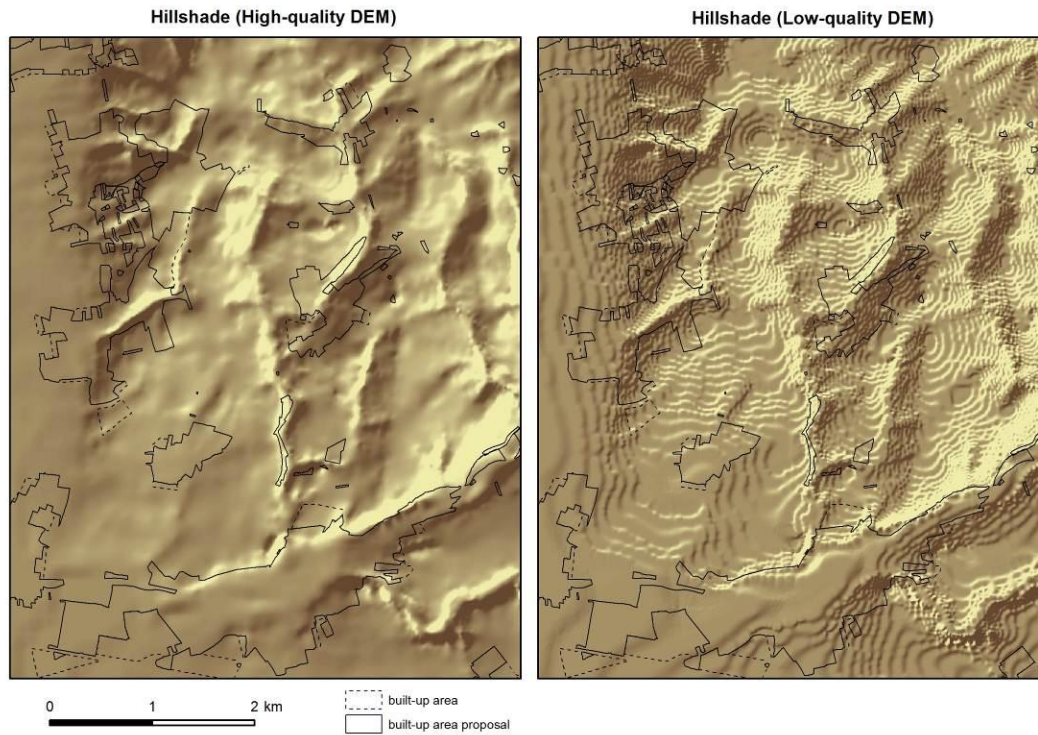 Hillshade (High-quality DEM)
Hillshade (Low-quality DEM)
0 1 2 km
built-up area
built-up area proposal